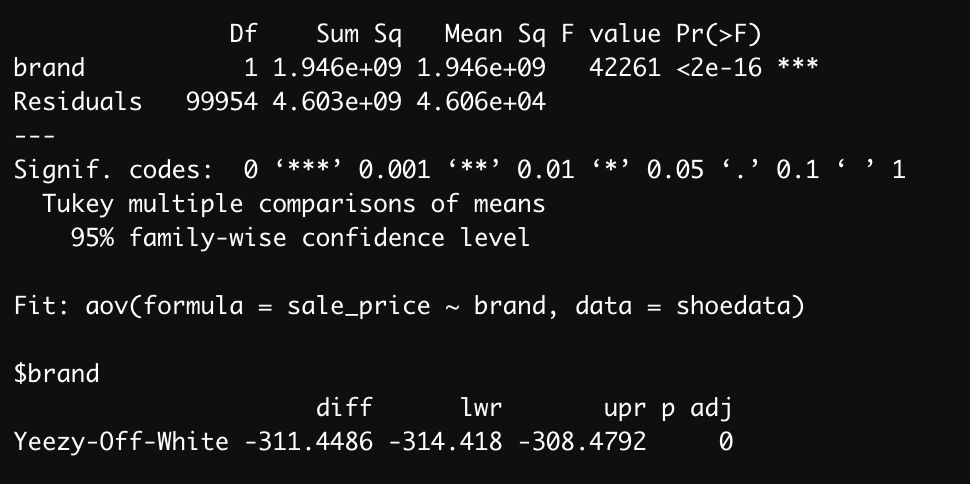 Df Sum Sq Mean Sq F value Pr(>F)
brand 1 1.946e+09 1.946e+09 42261 <2e-16 ***
Residuals 99954 4.603e+09 4.606e+04
---
Signif. codes: 0 ‘***’ 0.001 ‘**’ 0.01 ‘*’ 0.05 ‘.’ 0.1 ‘ ’ 1
Tukey multiple comparisons of means
95% family-wise confidence level
Fit: aov(formula = sale_price ~ brand, data = shoedata)
$brand
diff lwr upr p adj
Yeezy-Off-White -311.4486 -314.418 -308.4792 0